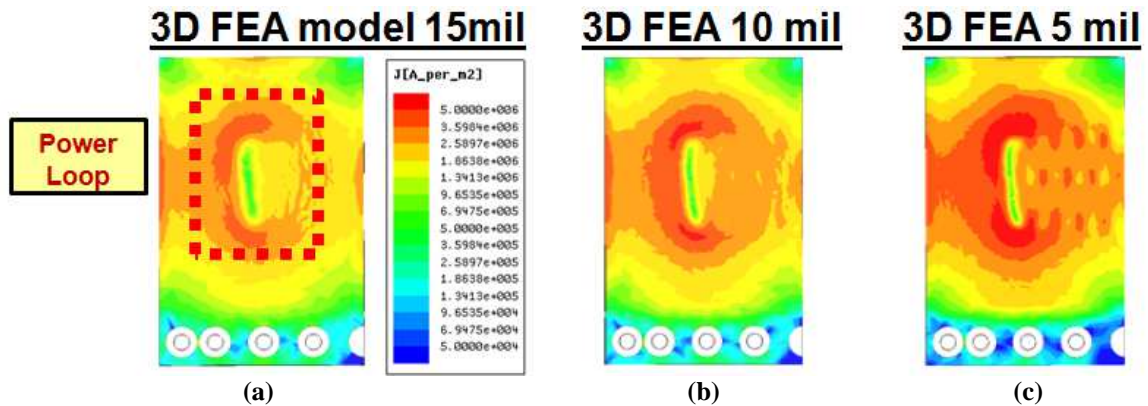 3D FEA model 15mil
3D FEA 10 mil
3D FEA 5 mil
Power
Loop
J[A_per_m2]
5.0000e+006
3.5984e+006
2.5897e+006
1.8638e+006
1.3413e+006
9.6535e+005
6.9475e+005
5.0000e+005
3.5984e+005
2.5897e+005
1.8638e+005
1.3413e+005
9.6535e+004
6.9475e+004
5.0000e+004
(a)
(b)
(c)